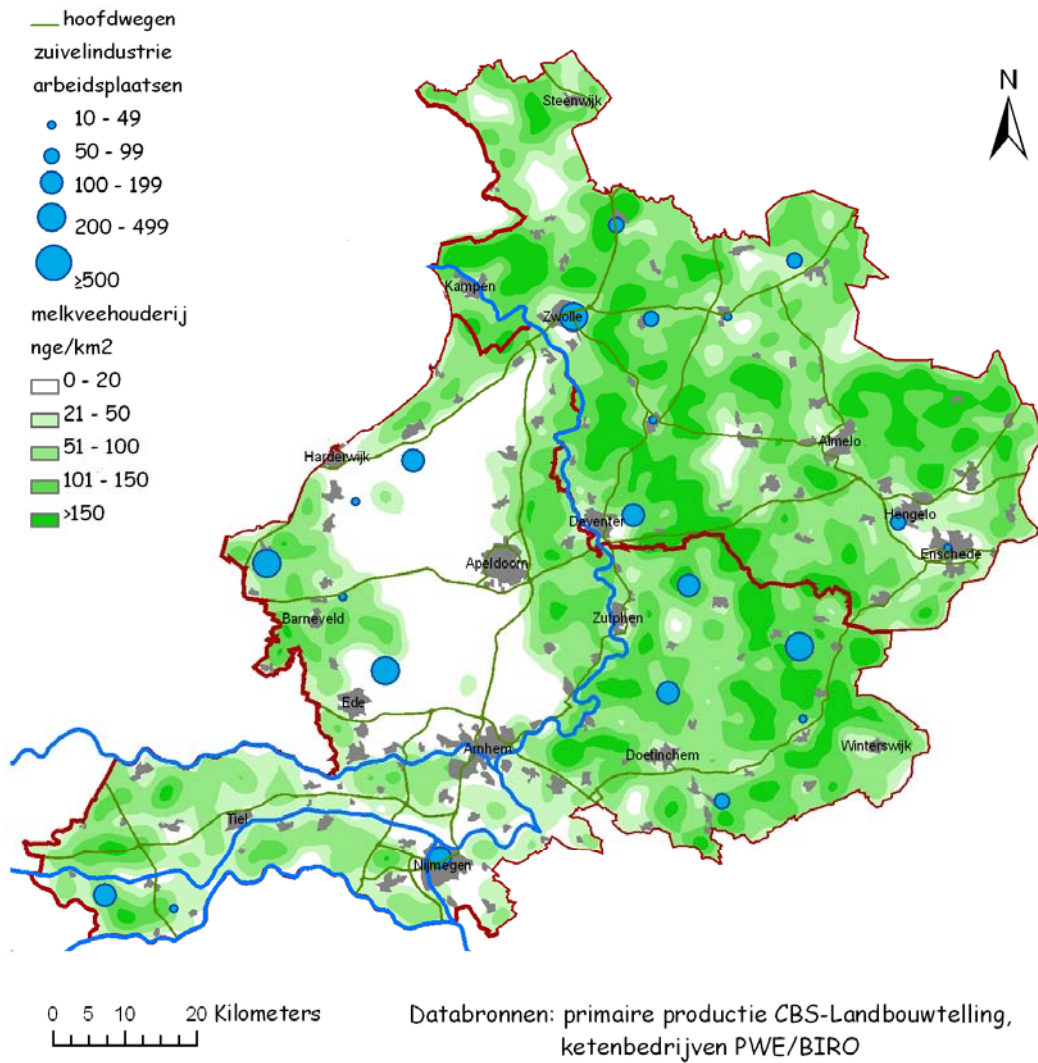 hoofdwegen
zuivelindustrie
arbeidsplaatsen
10 - 49
50 - 99
100 - 199
200 - 499
≥500
melkveehouderij
nge/km2
0 - 20
21 - 50
51 - 100
101 - 150
>150
N
Steenwijk
Kampen
Zwolle
Harderwijk
Almelo
Deventer
Hengelo
Enschede
Apeldoorn
Barneveld
Zutphen
Ede
Arnhem
Doetinchem
Winterswijk
Tiel
Nijmegen
0 5 10 20 Kilometers
Databronnen: primaire productie CBS-Landbouwtelling,
ketenbedrijven PWE/BIRO